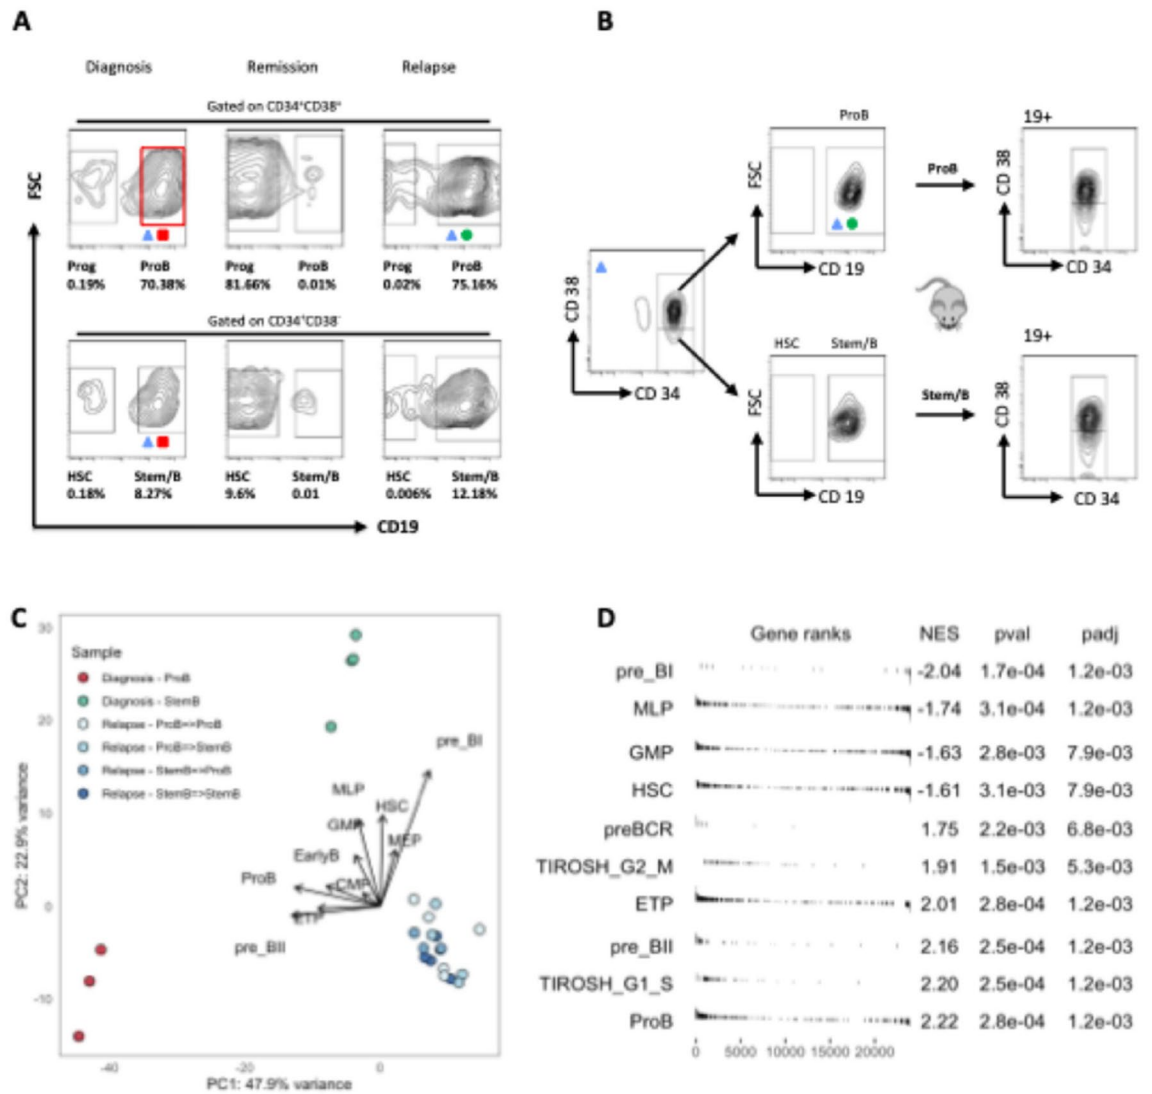 A
Diagnosis Remission Relapse
Gated on CD34⁺CD38⁺
FSC
Prog ProB Prog ProB Prog ProB
0.19% 70.38% 81.66% 0.01% 0.02% 75.16%
Gated on CD34⁺CD38⁻
HSC Stem/B HSC Stem/B HSC Stem/B
0.18% 8.27% 9.6% 0.01 0.006% 12.18%
CD19
B
ProB
FSC
CD 19
ProB
19+
CD 38
CD 34
CD 38
CD 34
HSC Stem/B
FSC
CD 19
Stem/B
19+
CD 38
CD 34
C
Sample
Diagnosis - ProB
Diagnosis - StemB
Relapse - ProB=>ProB
Relapse - ProB=>StemB
Relapse - StemB=>ProB
Relapse - StemB=>StemB
30
20
10
0
-10
PC2: 22.9% variance
pre_BI
MLP
HSC
GMP
MEP
EarlyB
ProB
CMP
ETP
pre_BII
-40 -20 0
PC1: 47.9% variance
D
Gene ranks NES pval padj
pre_BI -2.04 1.7e-04 1.2e-03
MLP -1.74 3.1e-04 1.2e-03
GMP -1.63 2.8e-03 7.9e-03
HSC -1.61 3.1e-03 7.9e-03
preBCR 1.75 2.2e-03 6.8e-03
TIROSH_G2_M 1.91 1.5e-03 5.3e-03
ETP 2.01 2.8e-04 1.2e-03
pre_BII 2.16 2.5e-04 1.2e-03
TIROSH_G1_S 2.20 2.5e-04 1.2e-03
ProB 2.22 2.8e-04 1.2e-03
0 5000 10000 15000 20000